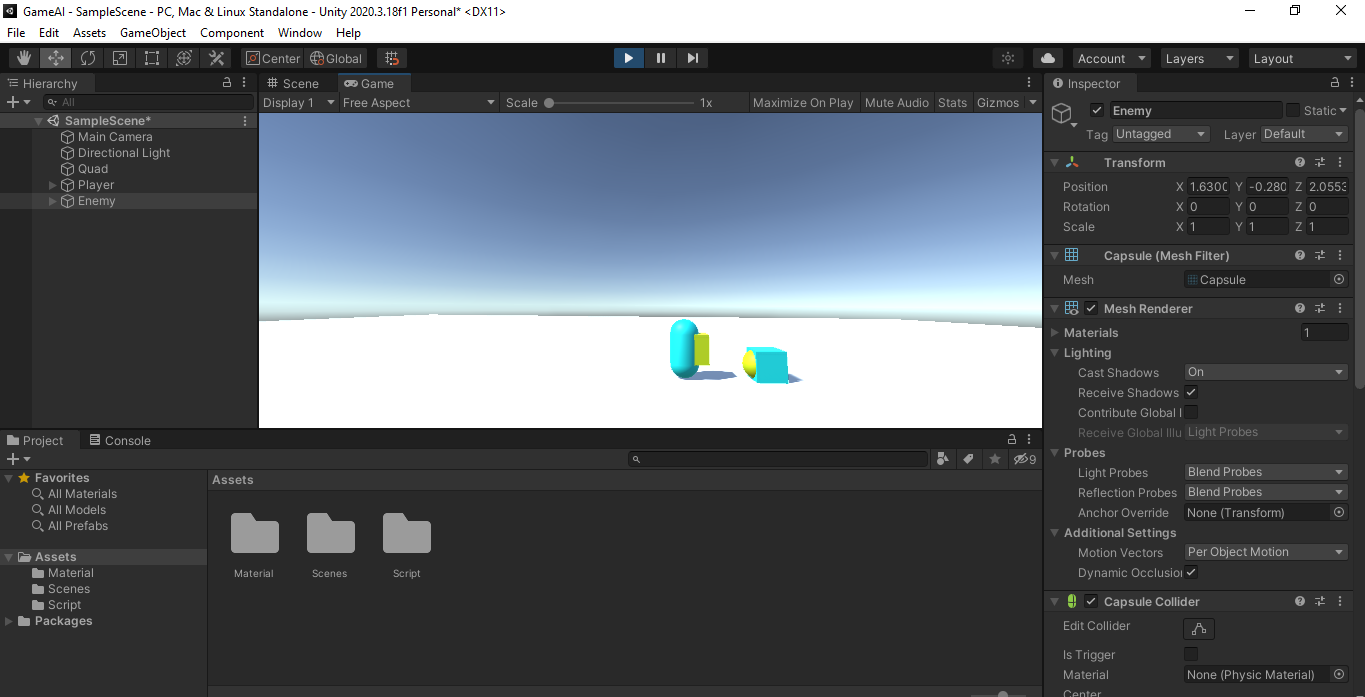 GameAI - SampleScene - PC, Mac & Linux Standalone - Unity 2020.3.18f1 Personal* <DX11>
File Edit Assets GameObject Component Window Help
Center Global Account Layers Layout
Hierarchy
All
SampleScene*
Main Camera
Directional Light
Quad
Player
Enemy
Scene Game
Display 1 Free Aspect Scale 1x Maximize On Play Mute Audio Stats Gizmos
Inspector
Enemy Static
Tag Untagged Layer Default
Transform
Position X 1.6300 Y -0.280 Z 2.0553
Rotation X 0 Y 0 Z 0
Scale X 1 Y 1 Z 1
Capsule (Mesh Filter)
Mesh Capsule
Mesh Renderer
Materials 1
Lighting
Cast Shadows On
Receive Shadows
Contribute Global I
Receive Global Illu Light Probes
Probes
Light Probes Blend Probes
Reflection Probes Blend Probes
Anchor Override None (Transform)
Additional Settings
Motion Vectors Per Object Motion
Dynamic Occlusion
Capsule Collider
Edit Collider
Is Trigger
Material None (Physic Material)
Center
Project Console
9
Favorites
All Materials
All Models
All Prefabs
Assets
Material
Scenes
Script
Packages
Assets
Material Scenes Script